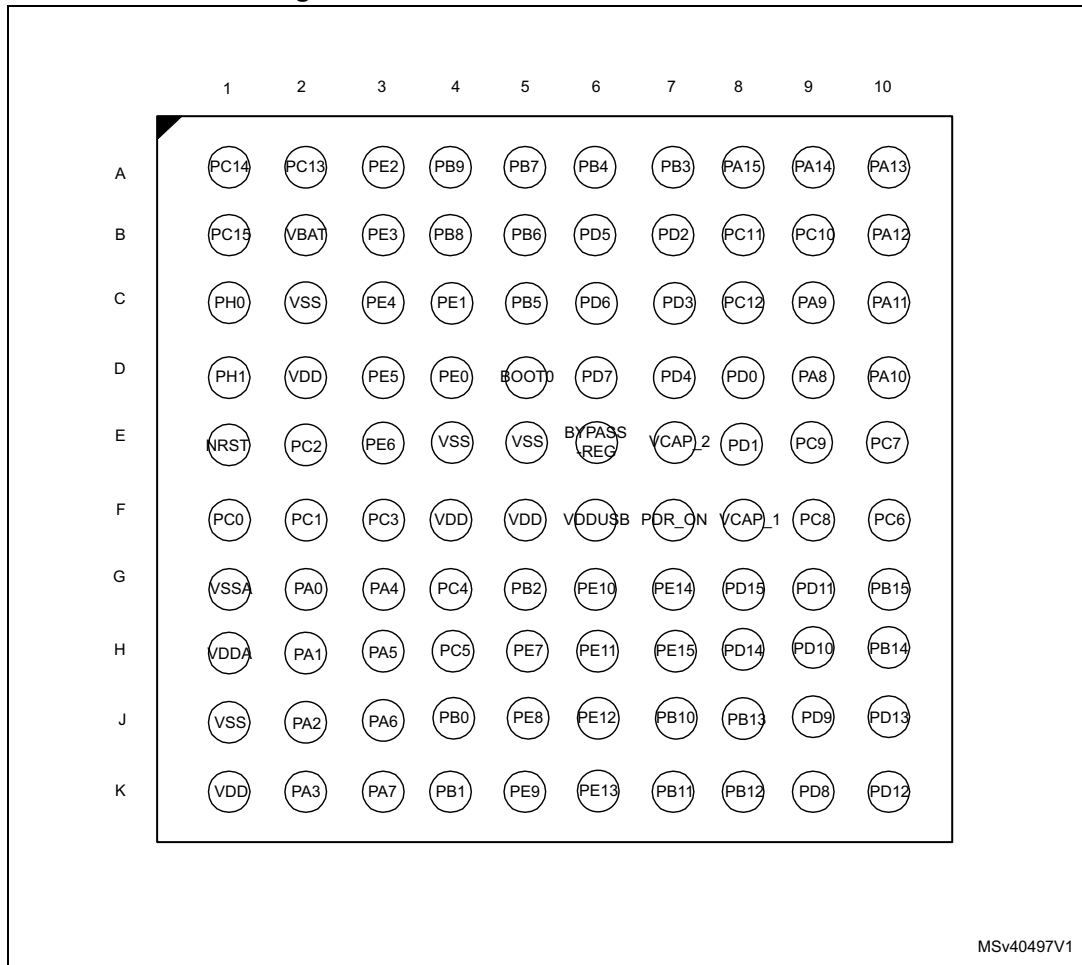 1 2 3 4 5 6 7 8 9 10
A PC14 PC13 PE2 PB9 PB7 PB4 PB3 PA15 PA14 PA13
B PC15 VBAT PE3 PB8 PB6 PD5 PD2 PC11 PC10 PA12
C PH0 VSS PE4 PE1 PB5 PD6 PD3 PC12 PA9 PA11
D PH1 VDD PE5 PE0 BOOT0 PD7 PD4 PD0 PA8 PA10
E NRST PC2 PE6 VSS VSS BYPASS-REG VCAP_2 PD1 PC9 PC7
F PC0 PC1 PC3 VDD VDD VDDUSB PDR_ON VCAP_1 PC8 PC6
G VSSA PA0 PA4 PC4 PB2 PE10 PE14 PD15 PD11 PB15
H VDDA PA1 PA5 PC5 PE7 PE11 PE15 PD14 PD10 PB14
J VSS PA2 PA6 PB0 PE8 PE12 PB10 PB13 PD9 PD13
K VDD PA3 PA7 PB1 PE9 PE13 PB11 PB12 PD8 PD12
MSv40497V1